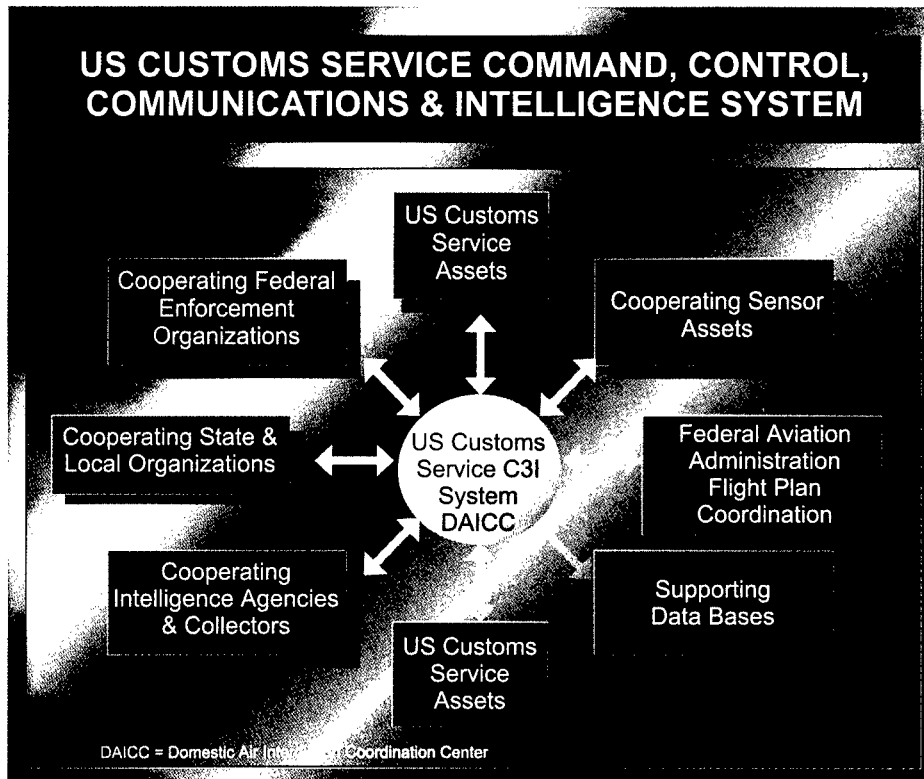 US CUSTOMS SERVICE COMMAND, CONTROL,
COMMUNICATIONS & INTELLIGENCE SYSTEM
US Customs
Service
Assets
Cooperating Federal
Enforcement
Organizations
Cooperating Sensor
Assets
Cooperating State &
Local Organizations
US Customs
Service C3I
System
DAICC
Federal Aviation
Administration
Flight Plan
Coordination
Cooperating
Intelligence Agencies
& Collectors
US Customs
Service
Assets
Supporting
Data Bases
DAICC = Domestic Air Coordination Center